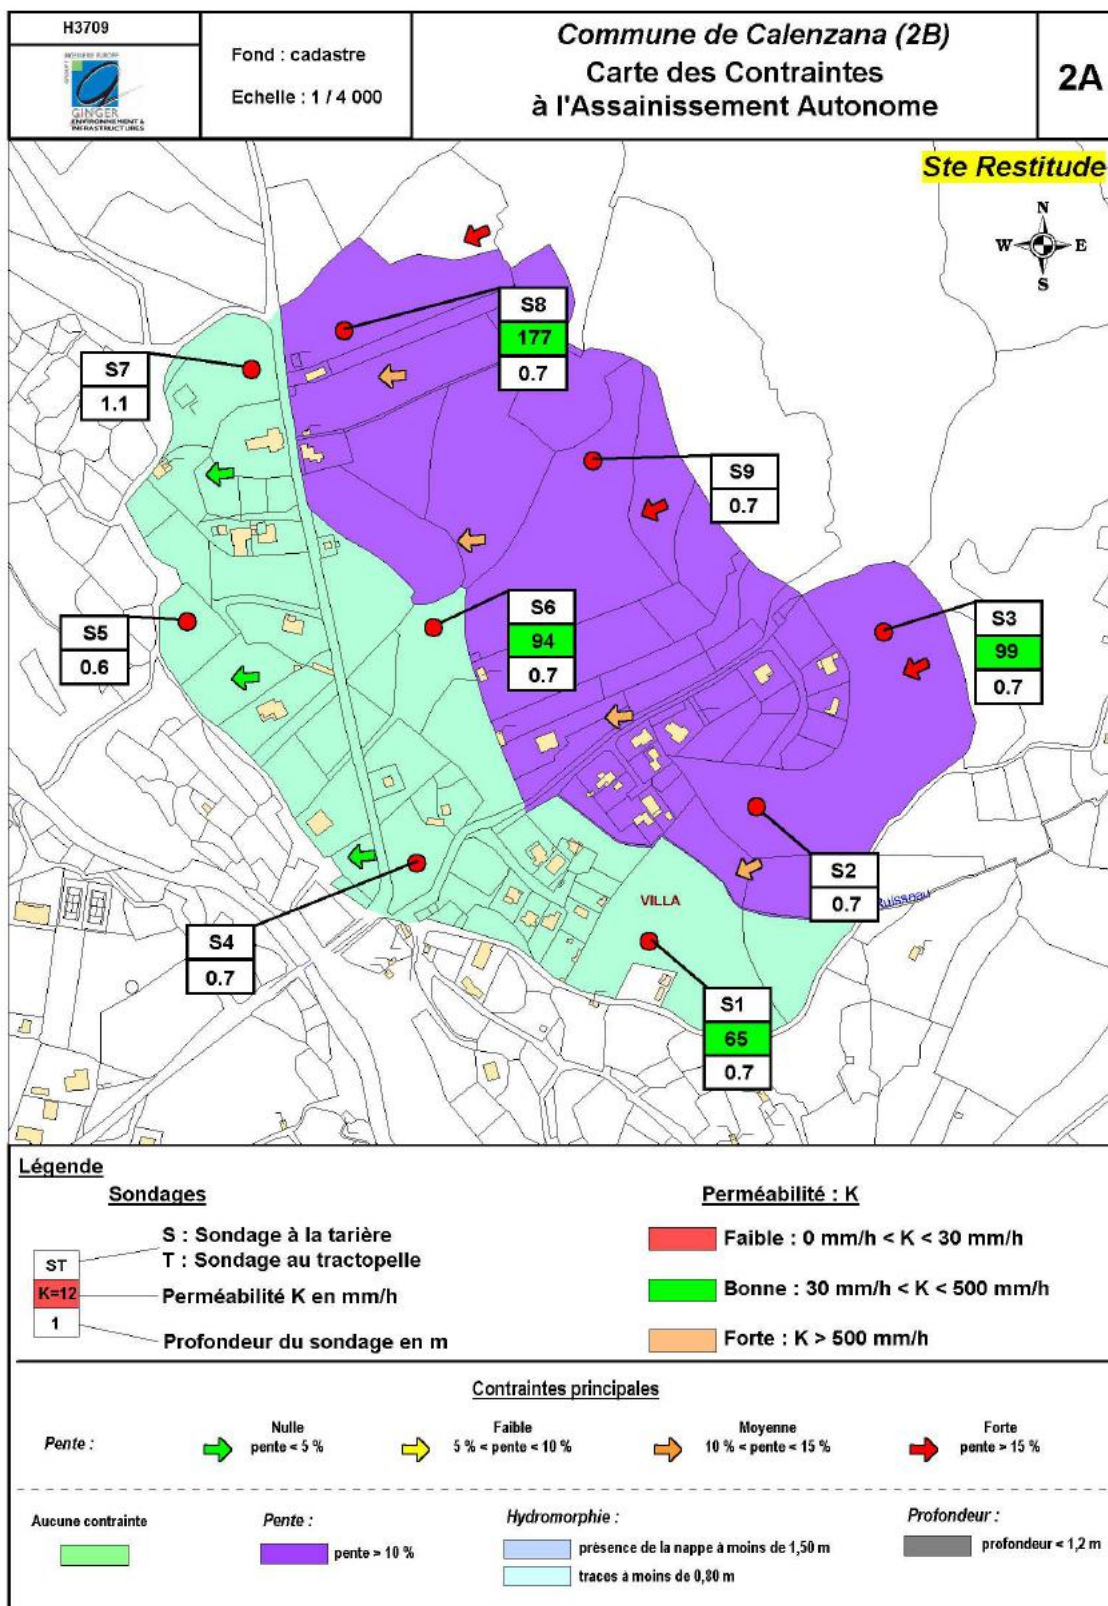 H3709
INGENIERIE EUROPE
GINGER
ENVIRONNEMENT &
INFRASTRUCTURES
Fond : cadastre
Echelle : 1 / 4 000
Commune de Calenzana (2B)
Carte des Contraintes
à l'Assainissement Autonome
2A
Ste Restitude
N
W E
S
S8
177
0.7
S7
1.1
S9
0.7
S6
94
0.7
S3
99
0.7
S5
0.6
S2
0.7
VILLA
S4
0.7
S1
65
0.7
Légende
Sondages
S : Sondage à la tarière
T : Sondage au tractopelle
ST
K=12
1
Perméabilité K en mm/h
Profondeur du sondage en m
Perméabilité : K
Faible : 0 mm/h < K < 30 mm/h
Bonne : 30 mm/h < K < 500 mm/h
Forte : K > 500 mm/h
Contraintes principales
Pente :
Nulle
pente < 5 %
Faible
5 % < pente < 10 %
Moyenne
10 % < pente < 15 %
Forte
pente > 15 %
Aucune contrainte
Pente :
pente > 10 %
Hydromorphie :
présence de la nappe à moins de 1,50 m
traces à moins de 0,80 m
Profondeur :
profondeur < 1,2 m